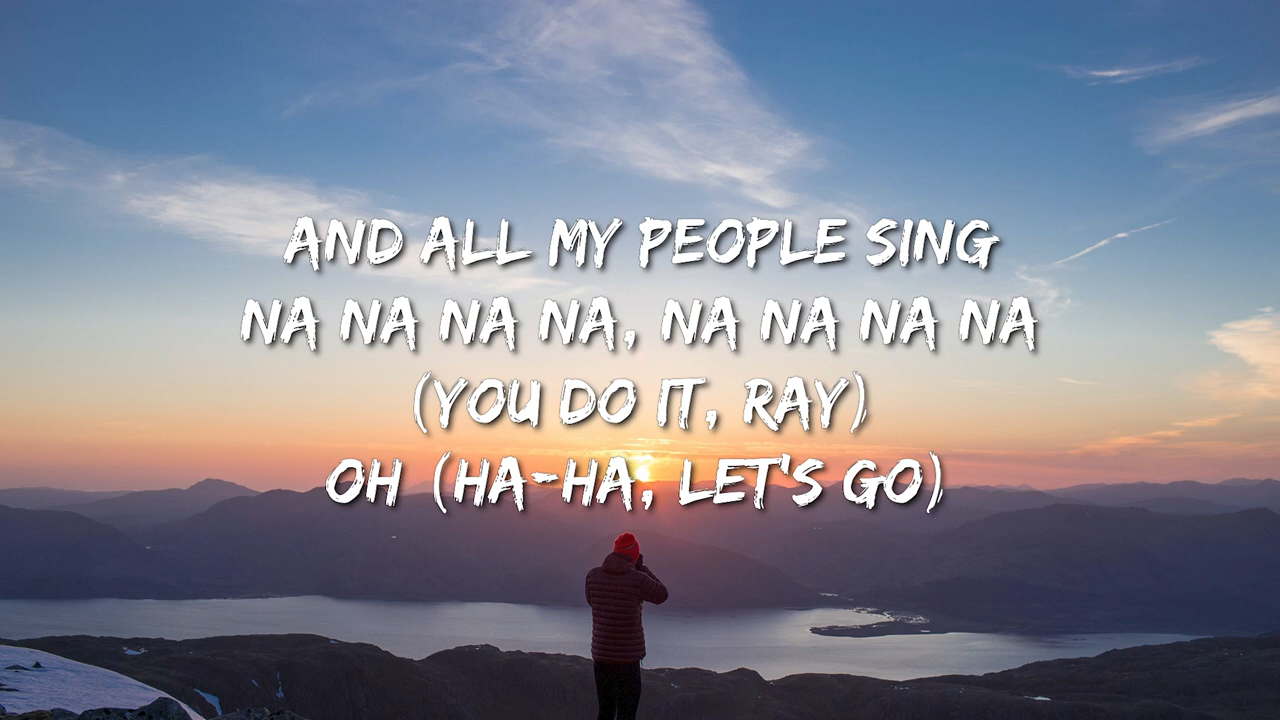 AND ALL MY PEOPLE SING
NA NA NA NA, NA NA NA NA
(YOU DO IT, RAY)
OH (HA-HA, LET'S GO)